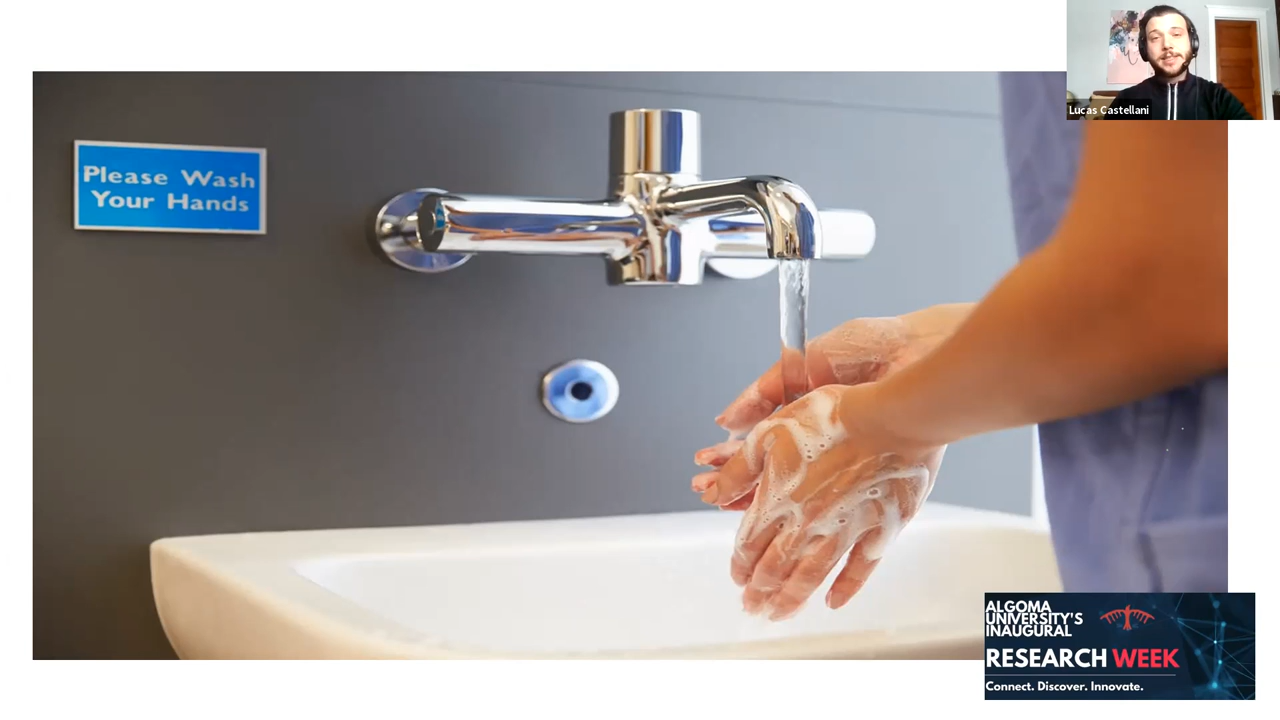 Lucas Castellani
Please Wash
Your Hands
ALGOMA
UNIVERSITY'S
INAUGURAL
RESEARCH WEEK
Connect. Discover. Innovate.